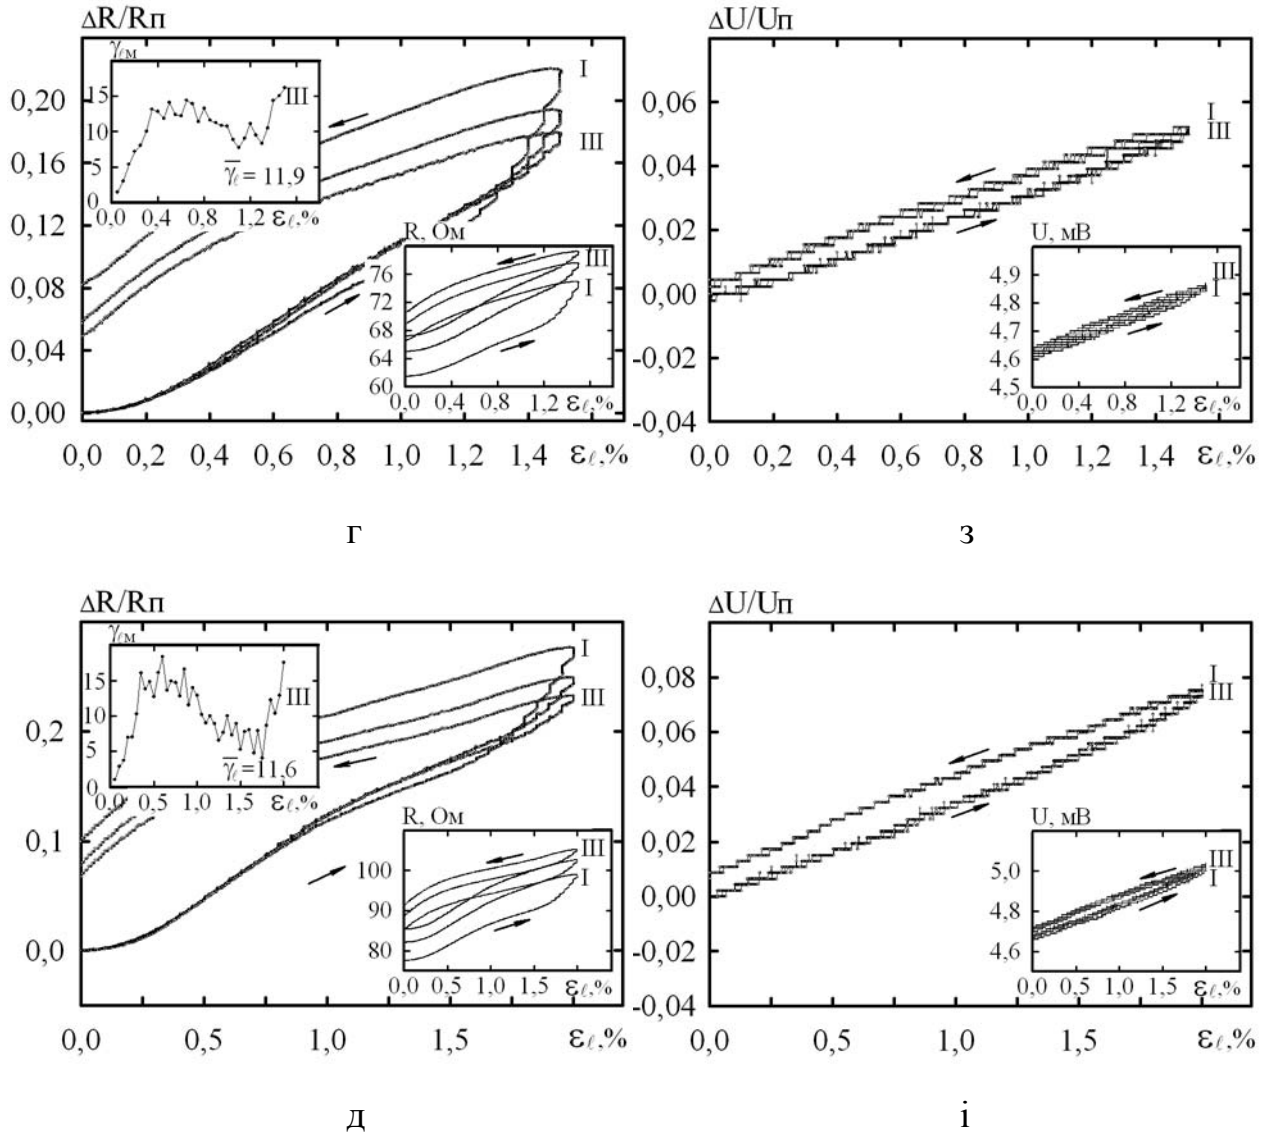 ΔR/Rп
γℓм
15
10
5
0
III
γ̅ℓ = 11,9
0,0 0,4 0,8 1,2 εℓ,%
I
III
0,20
0,16
0,12
0,08
0,04
0,00
R, Ом
76
72
68
64
60
III
I
0,0 0,4 0,8 1,2 εℓ,%
0,0 0,2 0,4 0,6 0,8 1,0 1,2 1,4 εℓ,%
г
ΔU/Uп
0,06
0,04
0,02
0,00
-0,02
-0,04
I
III
U, мВ
4,9
4,8
4,7
4,6
4,5
III
I
0,0 0,4 0,8 1,2 εℓ,%
0,0 0,2 0,4 0,6 0,8 1,0 1,2 1,4 εℓ,%
з
ΔR/Rп
γℓм
15
10
5
0
III
γ̅ℓ = 11,6
0,5 1,0 1,5 εℓ,%
I
III
0,2
0,1
0,0
R, Ом
100
90
80
III
I
0,0 0,5 1,0 1,5 εℓ,%
0,0 0,5 1,0 1,5 εℓ,%
д
ΔU/Uп
0,08
0,06
0,04
0,02
0,00
-0,02
-0,04
I
III
U, мВ
5,0
4,8
4,6
III
I
0,0 0,5 1,0 1,5 εℓ,%
0,0 0,5 1,0 1,5 εℓ,%
і